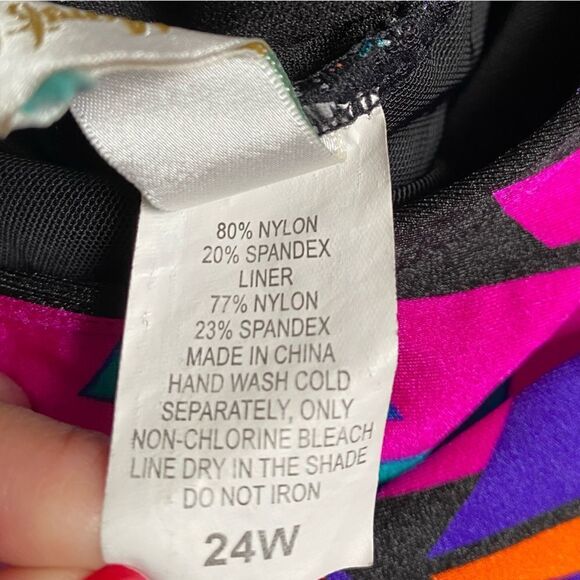 80% NYLON
20% SPANDEX
LINER
77% NYLON
23% SPANDEX
MADE IN CHINA
HAND WASH COLD
SEPARATELY, ONLY
NON-CHLORINE BLEACH
LINE DRY IN THE SHADE
DO NOT IRON
24W